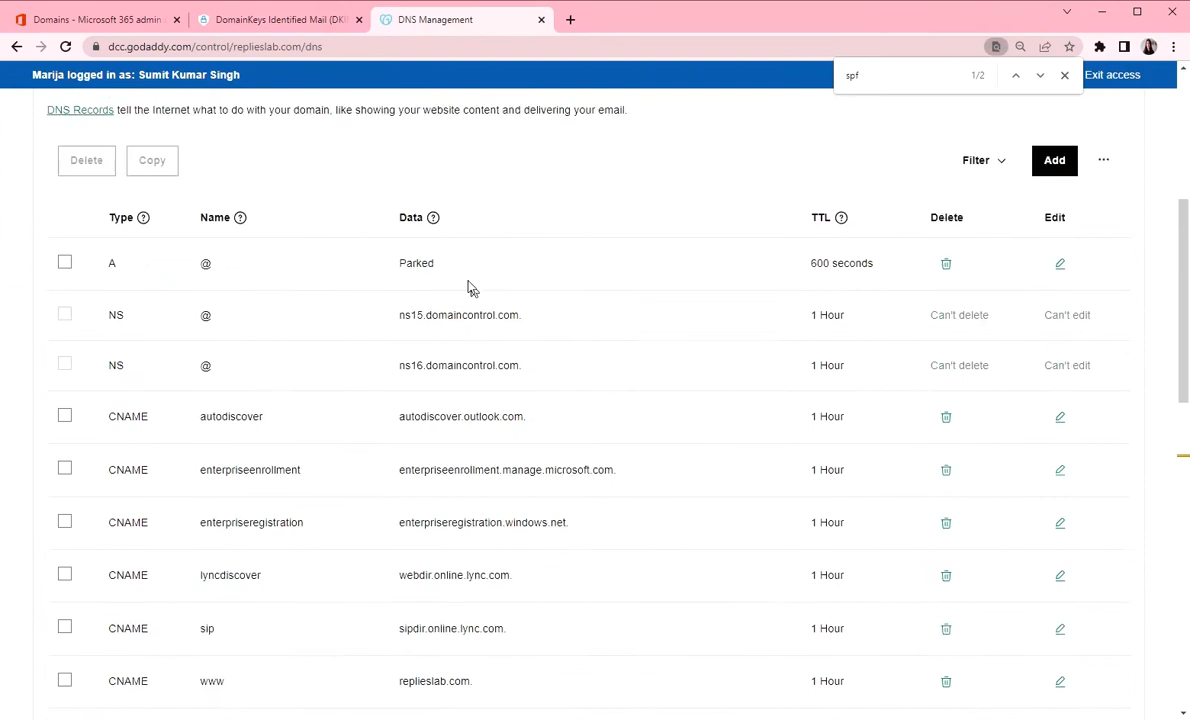 Domains - Microsoft 365 admin
DomainKeys Identified Mail (DKI
DNS Management
dcc.godaddy.com/control/replieslab.com/dns
Marija logged in as: Sumit Kumar Singh
spf
1/2
Exit access
DNS Records tell the Internet what to do with your domain, like showing your website content and delivering your email.
Delete Copy Filter Add ...
Type ? Name ? Data ? TTL ? Delete Edit
A @ Parked 600 seconds
NS @ ns15.domaincontrol.com. 1 Hour Can't delete Can't edit
NS @ ns16.domaincontrol.com. 1 Hour Can't delete Can't edit
CNAME autodiscover autodiscover.outlook.com. 1 Hour
CNAME enterpriseenrollment enterpriseenrollment.manage.microsoft.com. 1 Hour
CNAME enterpriseregistration enterpriseregistration.windows.net. 1 Hour
CNAME lyncdiscover webdir.online.lync.com. 1 Hour
CNAME sip sipdir.online.lync.com. 1 Hour
CNAME www replieslab.com. 1 Hour